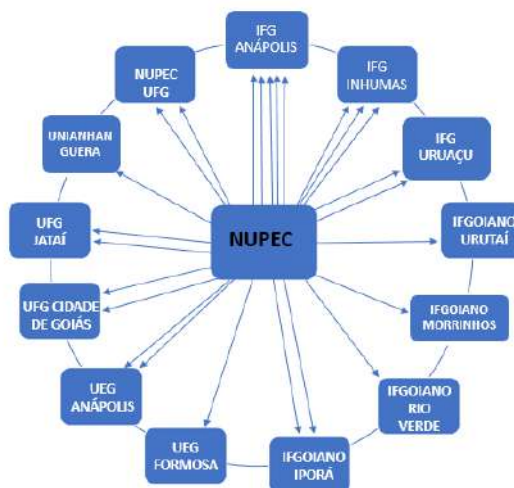 IFG
ANÁPOLIS
IFG
INHUMAS
IFG
URUAÇU
IFGOIANO
URUTAÍ
IFGOIANO
MORRINHOS
IFGOIANO
RIO
VERDE
IFGOIANO
IPORÁ
UEG
FORMOSA
UEG
ANÁPOLIS
UFG CIDADE
DE GOIÁS
UFG
JATAÍ
UNIANHAN
GUERA
NUPEC
UFG
NUPEC